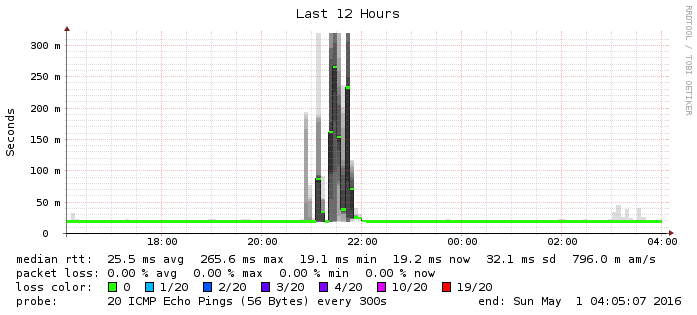 Last 12 Hours
RRDTOOL / TOBI OETIKER
Seconds
300 m
250 m
200 m
150 m
100 m
50 m
0
18:00 20:00 22:00 00:00 02:00 04:00
median rtt: 25.5 ms avg 265.6 ms max 19.1 ms min 19.2 ms now 32.1 ms sd 796.0 m am/s
packet loss: 0.00 % avg 0.00 % max 0.00 % min 0.00 % now
loss color: 0 1/20 2/20 3/20 4/20 10/20 19/20
probe: 20 ICMP Echo Pings (56 Bytes) every 300s end: Sun May 1 04:05:07 2016